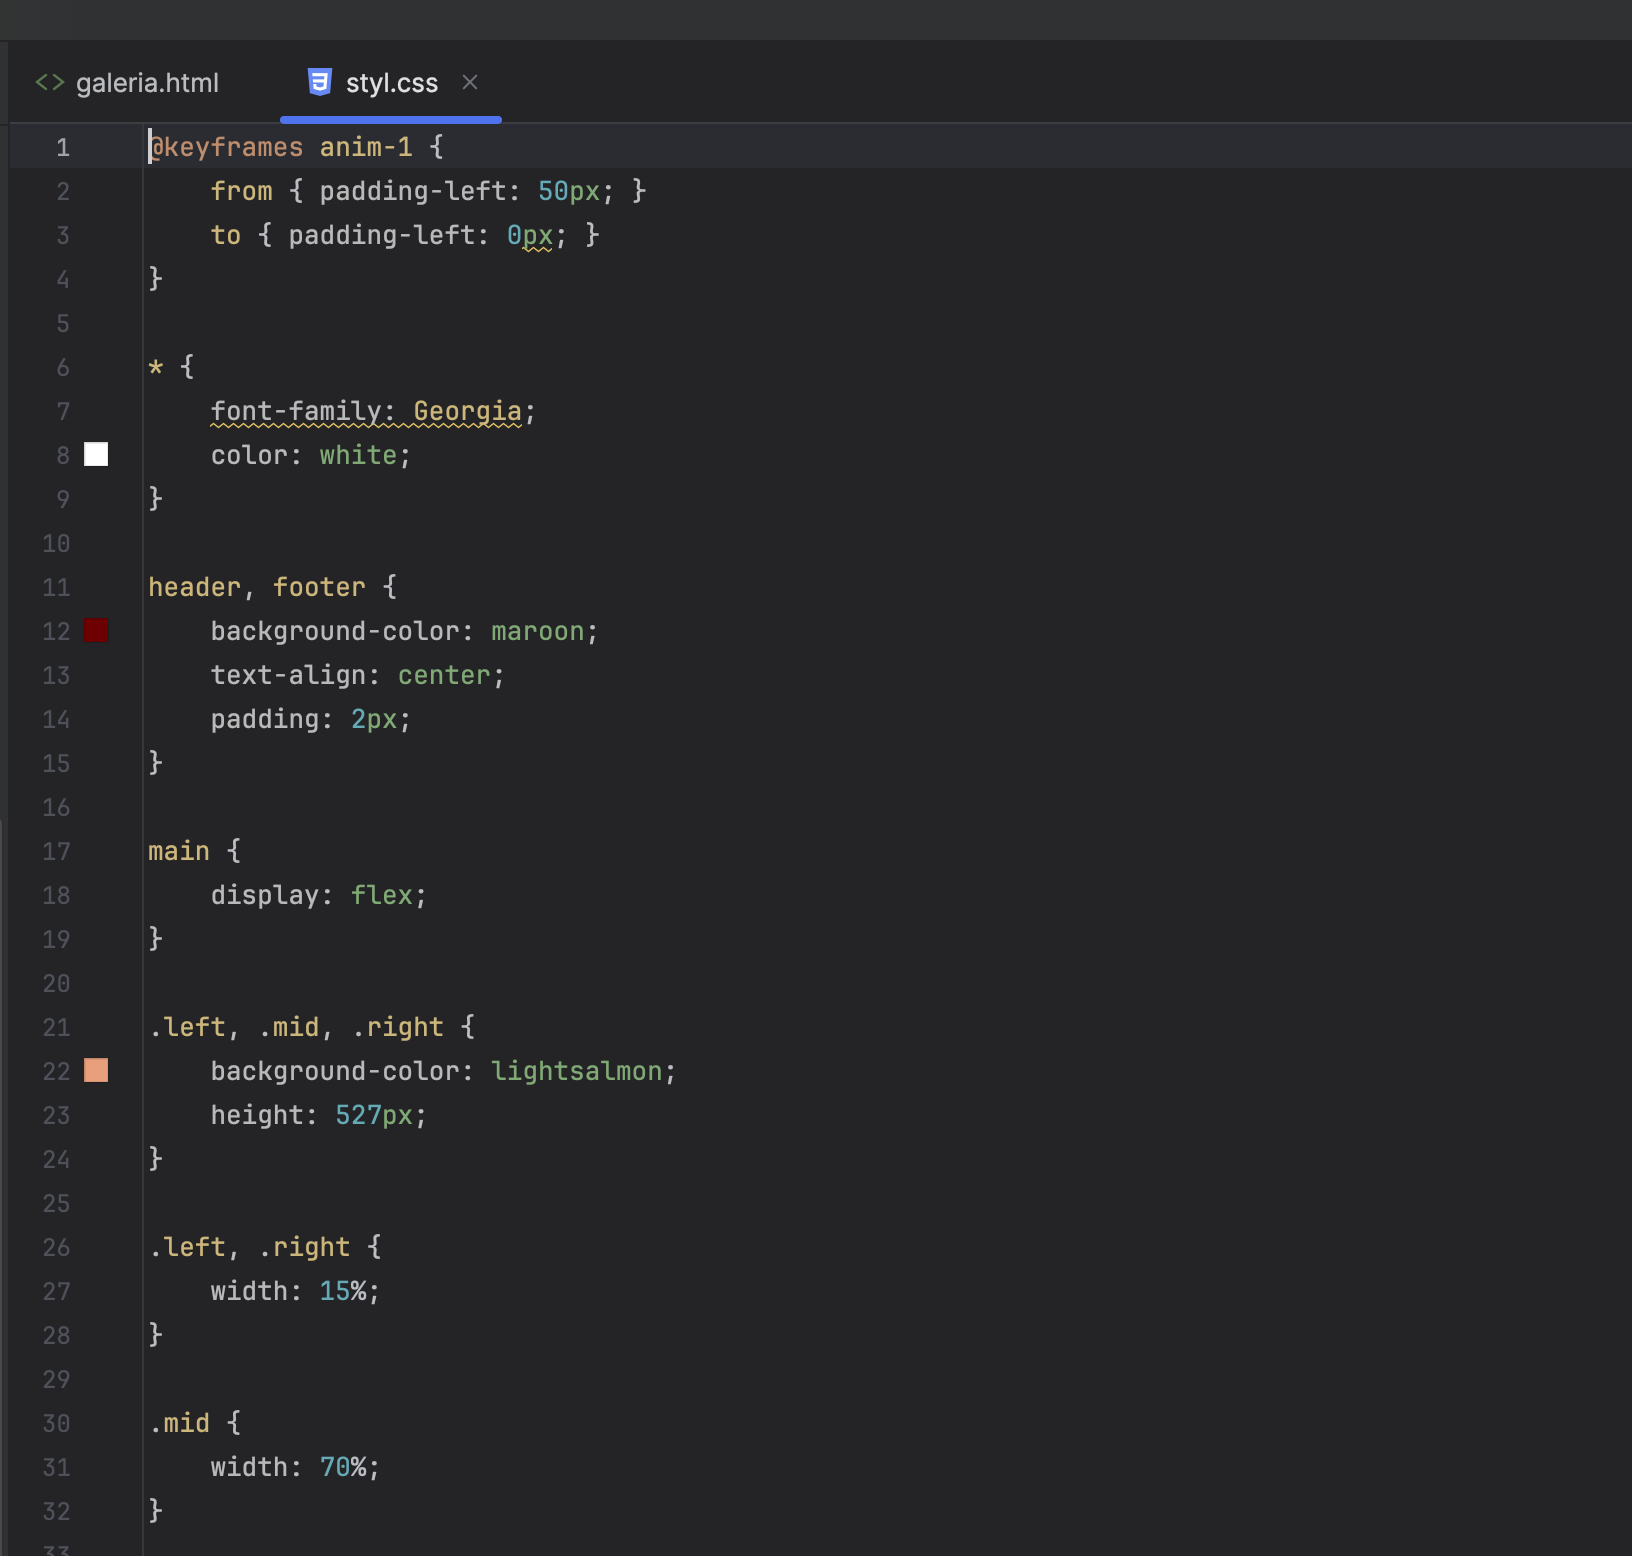 galeria.html styl.css
1 @keyframes anim-1 {
2 from { padding-left: 50px; }
3 to { padding-left: 0px; }
4 }
5
6 * {
7 font-family: Georgia;
8 color: white;
9 }
10
11 header, footer {
12 background-color: maroon;
13 text-align: center;
14 padding: 2px;
15 }
16
17 main {
18 display: flex;
19 }
20
21 .left, .mid, .right {
22 background-color: lightsalmon;
23 height: 527px;
24 }
25
26 .left, .right {
27 width: 15%;
28 }
29
30 .mid {
31 width: 70%;
32 }
33